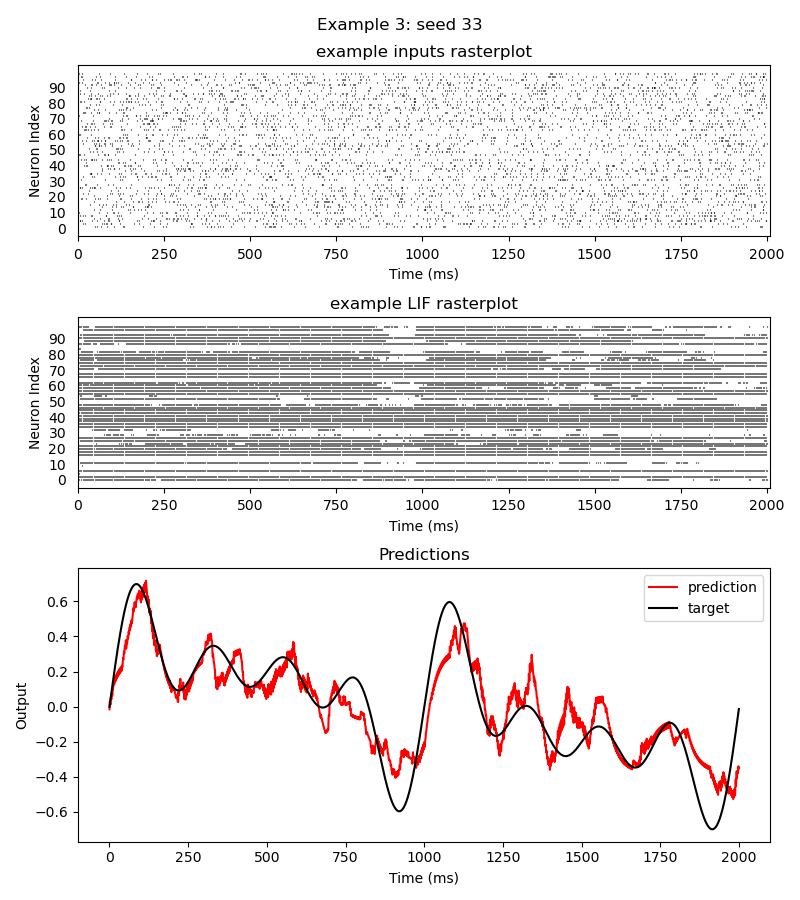 Example 3: seed 33
example inputs rasterplot
Neuron Index
90
80
70
60
50
40
30
20
10
0
0 250 500 750 1000 1250 1500 1750 2000
Time (ms)
example LIF rasterplot
Neuron Index
90
80
70
60
50
40
30
20
10
0
0 250 500 750 1000 1250 1500 1750 2000
Time (ms)
Predictions
prediction
target
Output
0.6
0.4
0.2
0.0
−0.2
−0.4
−0.6
0 250 500 750 1000 1250 1500 1750 2000
Time (ms)